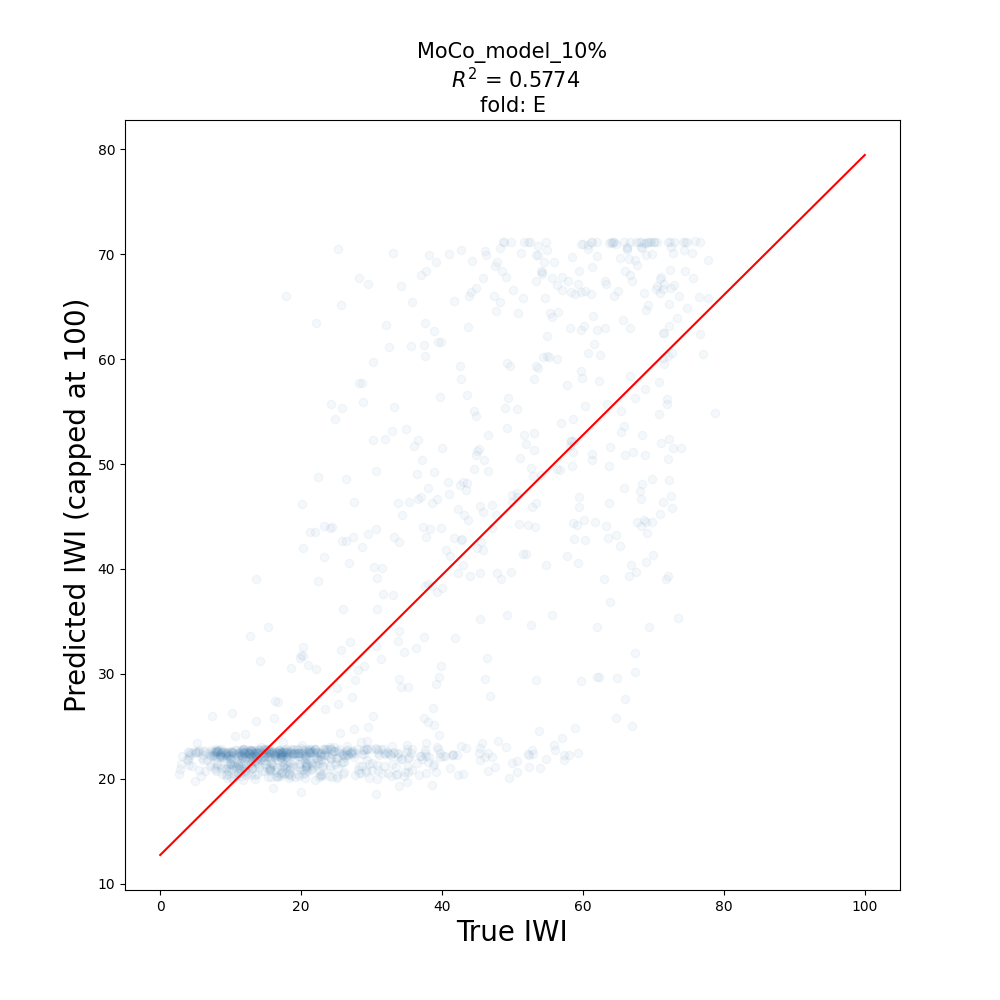 MoCo_model_10%
R² = 0.5774
fold: E
80
70
60
50
40
30
20
10
Predicted IWI (capped at 100)
0 20 40 60 80 100
True IWI